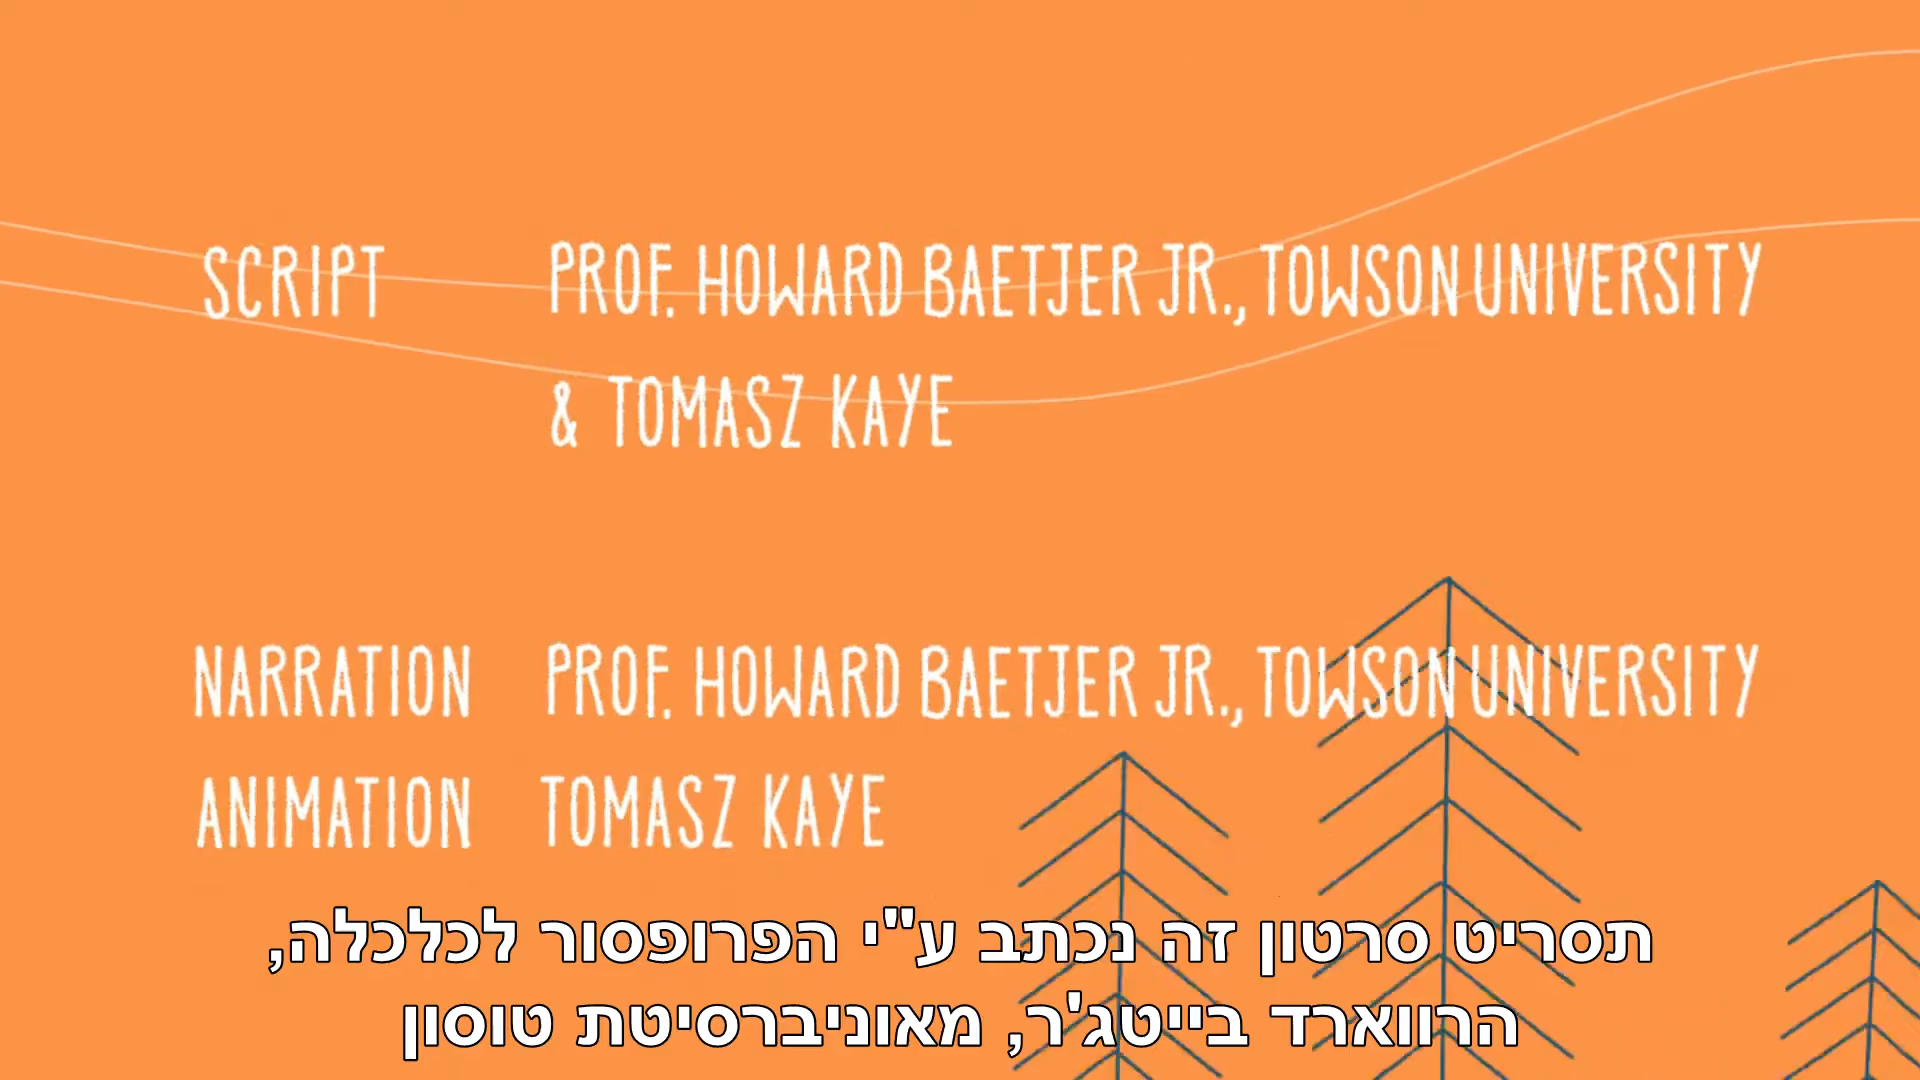 SCRIPT PROF. HOWARD BAETJER JR., TOWSON UNIVERSITY
& TOMASZ KAYE
NARRATION PROF. HOWARD BAETJER JR., TOWSON UNIVERSITY
ANIMATION TOMASZ KAYE
תסריט סרטון זה נכתב ע"י הפרופסור לכלכלה,
הרווארד בייטג'ר, מאוניברסיטת טוסון